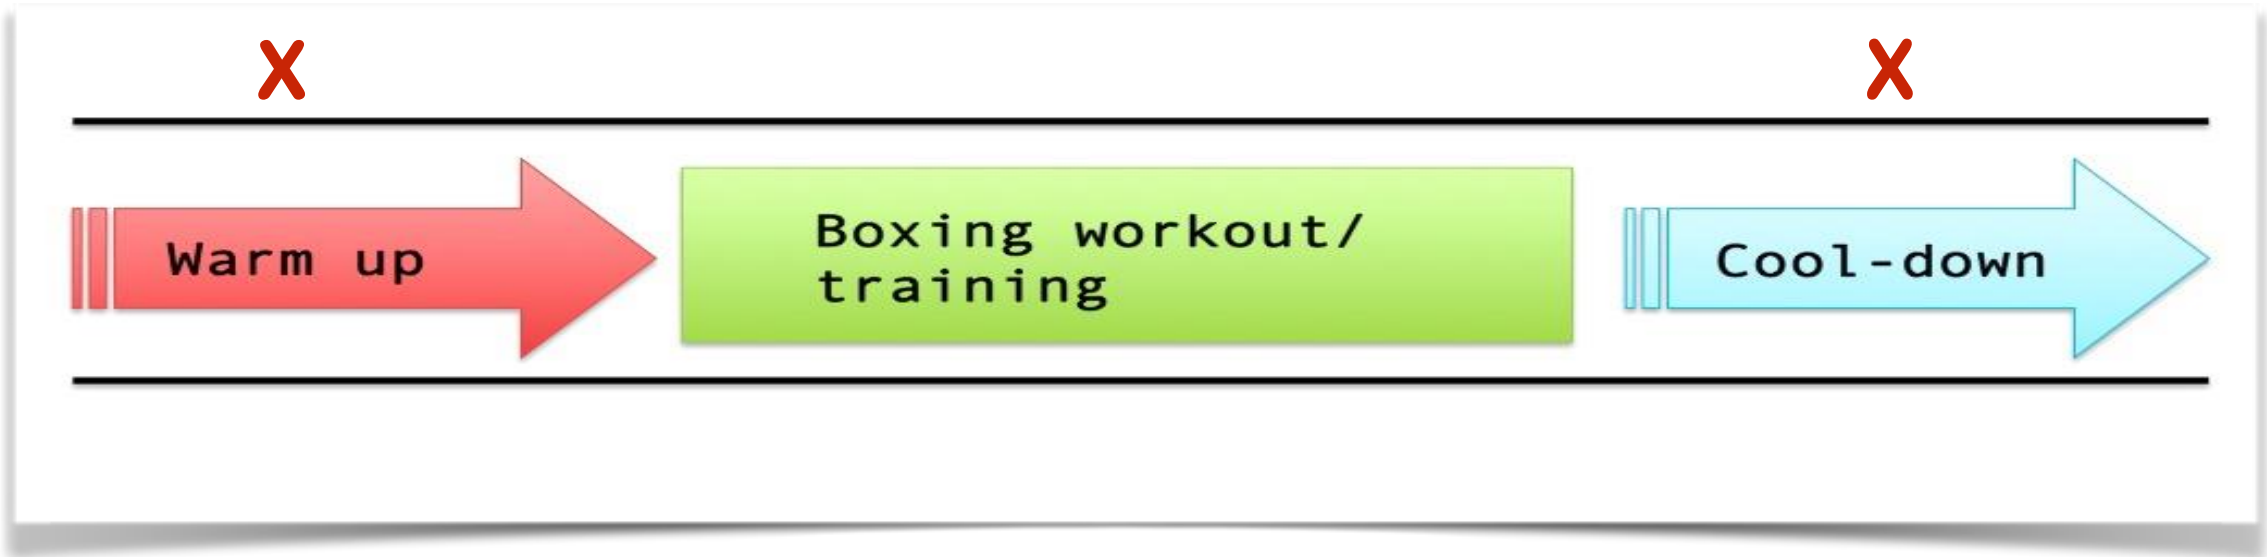 X X
Warm up
Boxing workout/
training
Cool-down